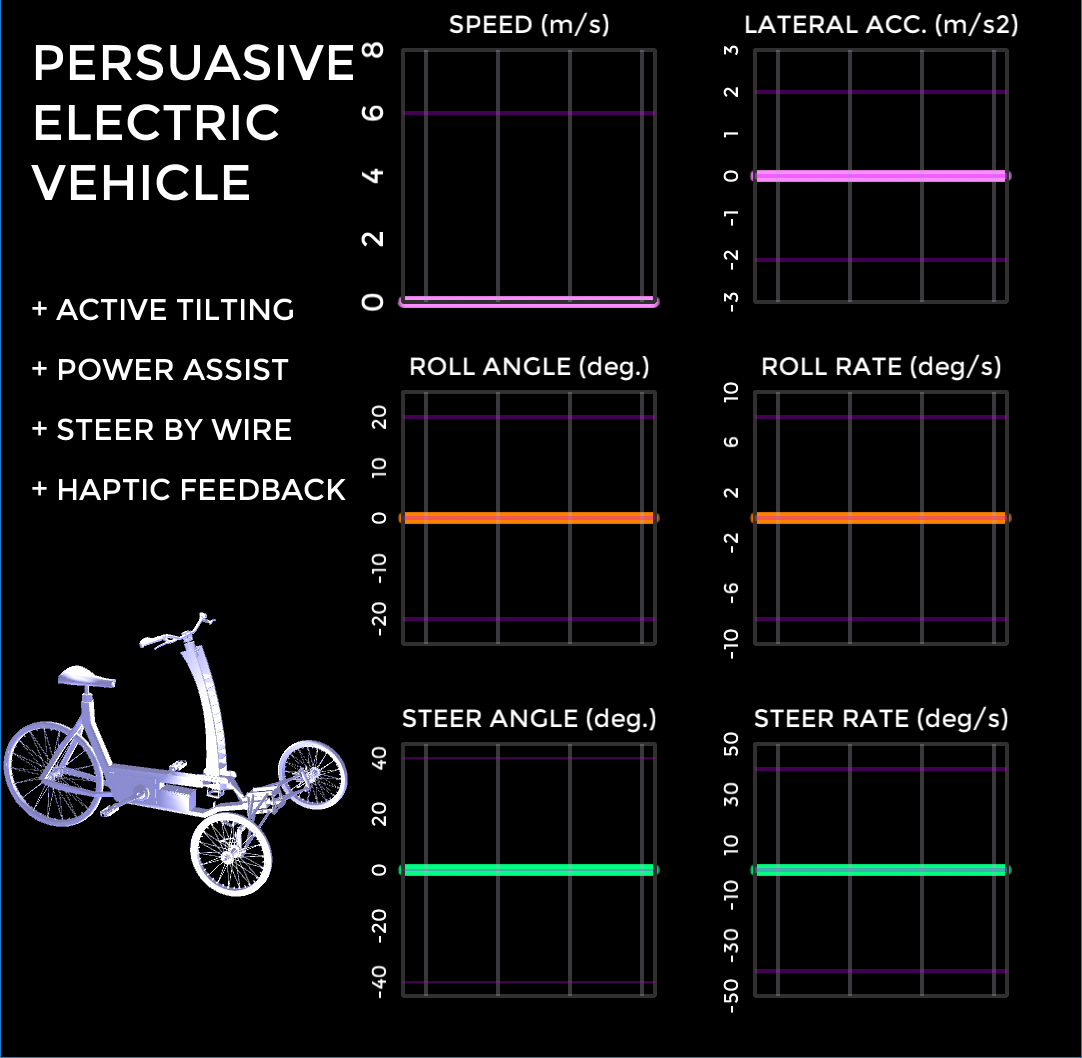 PERSUASIVE
ELECTRIC
VEHICLE
+ ACTIVE TILTING
+ POWER ASSIST
+ STEER BY WIRE
+ HAPTIC FEEDBACK
SPEED (m/s)
8
6
4
2
0
LATERAL ACC. (m/s2)
3
2
1
0
-1
-2
-3
ROLL ANGLE (deg.)
20
10
0
-10
-20
ROLL RATE (deg/s)
10
6
2
-2
-6
-10
STEER ANGLE (deg.)
40
20
0
-20
-40
STEER RATE (deg/s)
50
30
10
-10
-30
-50